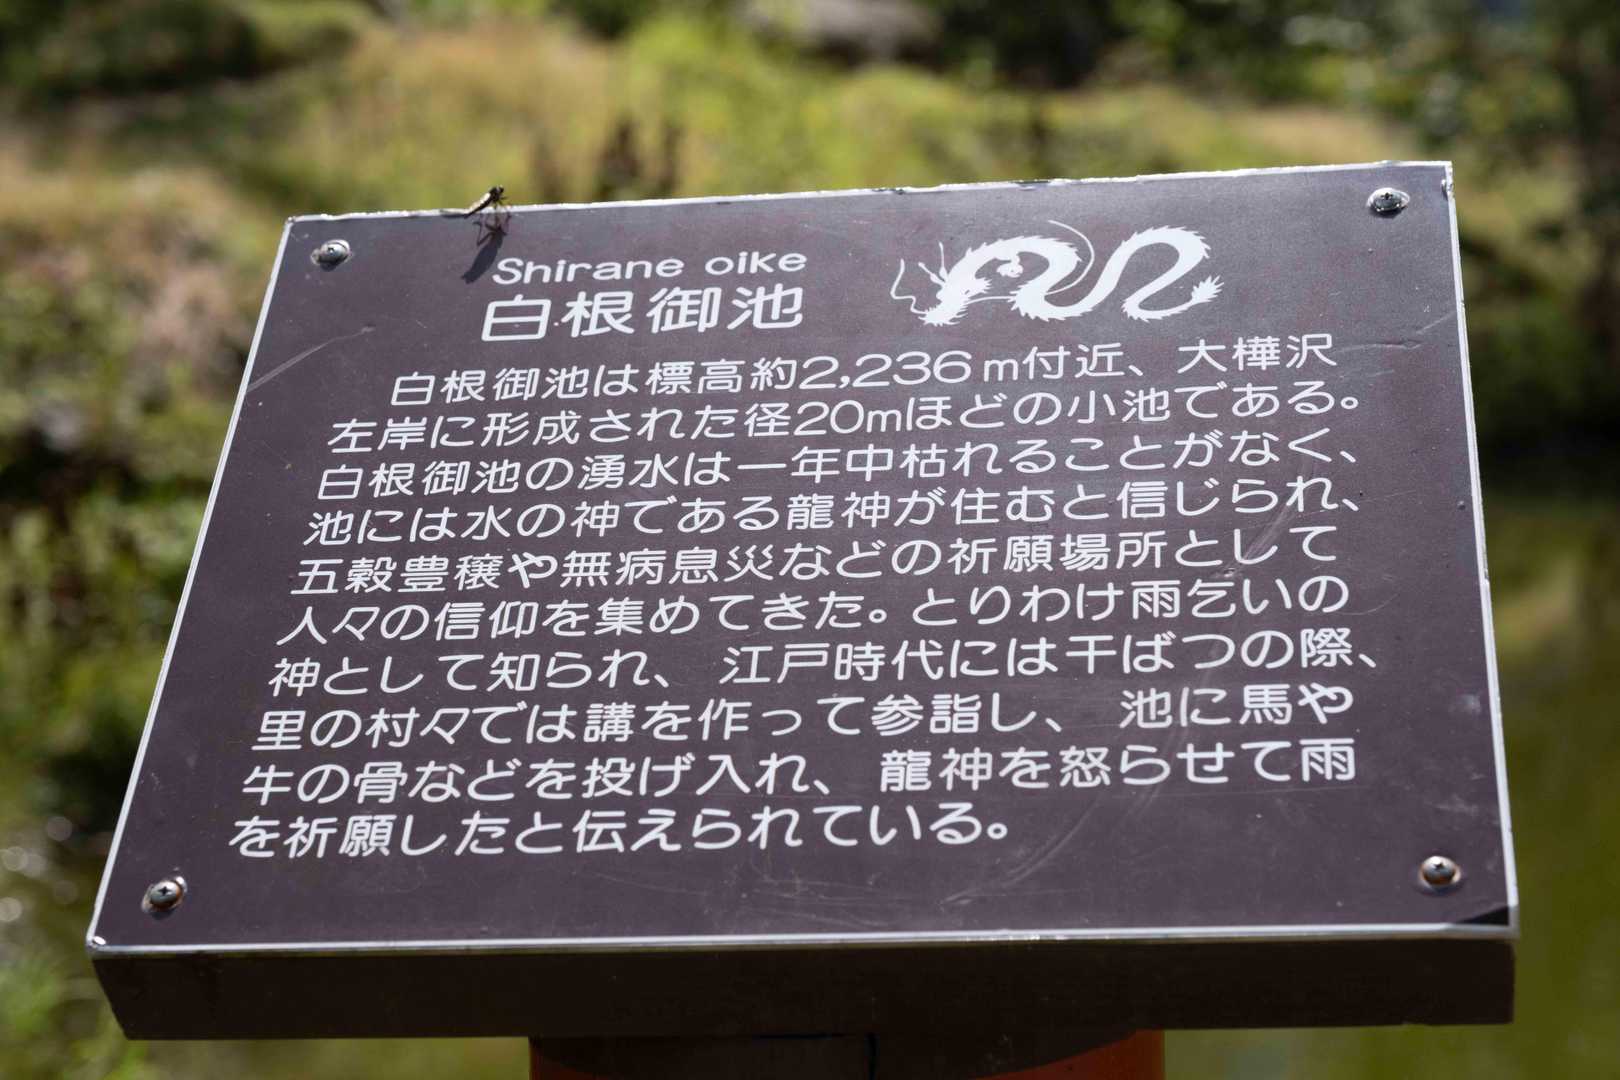 Shirane oike
白根御池
白根御池は標高約2,236m付近、大樺沢
左岸に形成された径20mほどの小池である。
白根御池の湧水は一年中枯れることがなく、
池には水の神である龍神が住むと信じられ、
五穀豊穣や無病息災などの祈願場所として
人々の信仰を集めてきた。とりわけ雨乞いの
神として知られ、江戸時代には干ばつの際、
里の村々では講を作って参詣し、池に馬や
牛の骨などを投げ入れ、龍神を怒らせて雨
を祈願したと伝えられている。